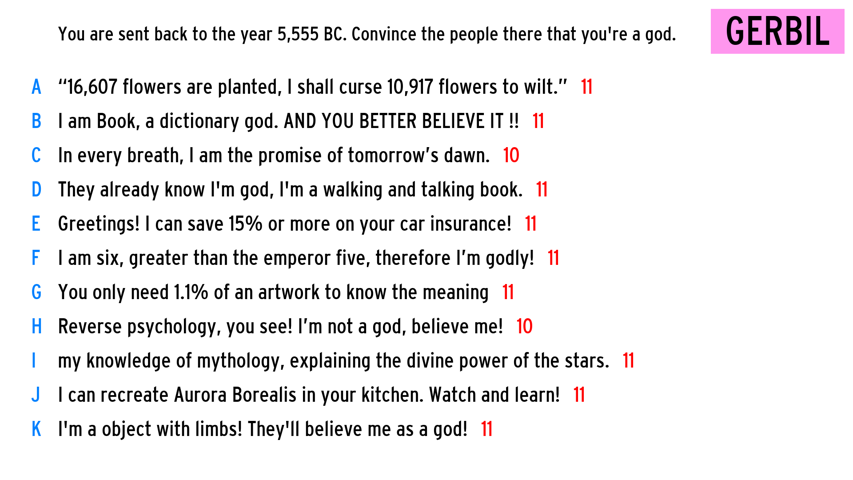 You are sent back to the year 5,555 BC. Convince the people there that you're a god.
GERBIL
A “16,607 flowers are planted, I shall curse 10,917 flowers to wilt.” 11
B I am Book, a dictionary god. AND YOU BETTER BELIEVE IT !! 11
C In every breath, I am the promise of tomorrow’s dawn. 10
D They already know I'm god, I'm a walking and talking book. 11
E Greetings! I can save 15% or more on your car insurance! 11
F I am six, greater than the emperor five, therefore I’m godly! 11
G You only need 1.1% of an artwork to know the meaning 11
H Reverse psychology, you see! I’m not a god, believe me! 10
I my knowledge of mythology, explaining the divine power of the stars. 11
J I can recreate Aurora Borealis in your kitchen. Watch and learn! 11
K I'm a object with limbs! They'll believe me as a god! 11